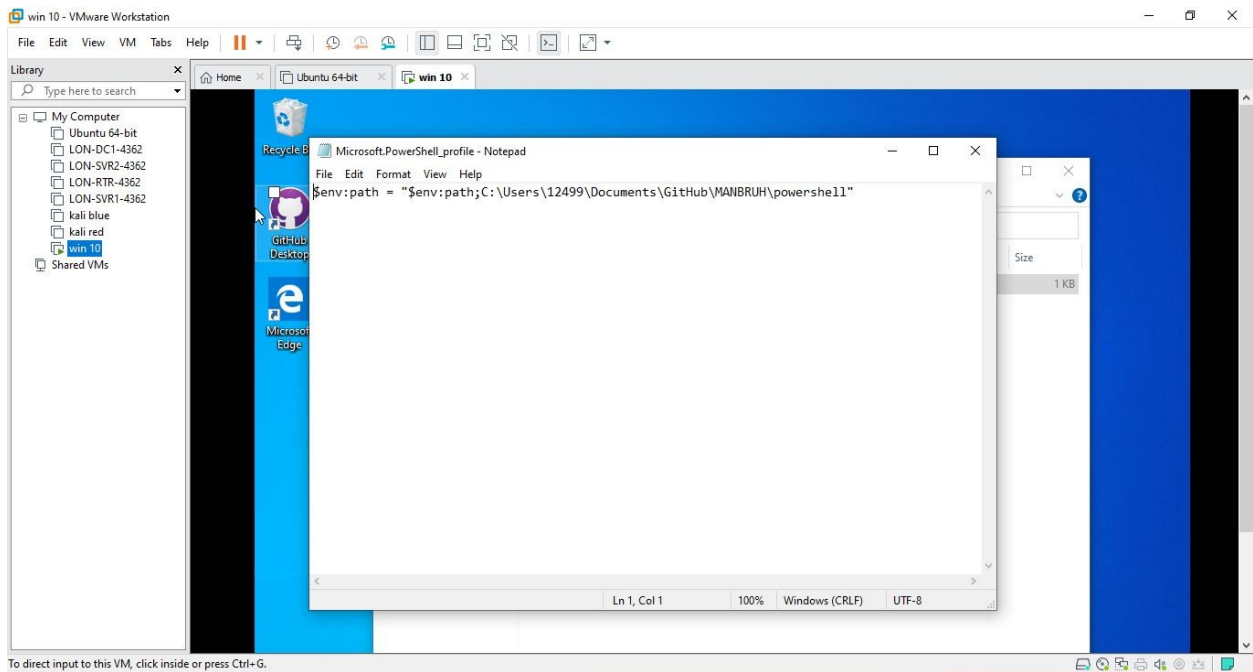 win 10 - VMware Workstation
File Edit View VM Tabs Help
Library
Type here to search
My Computer
Ubuntu 64-bit
LON-DC1-4362
LON-SVR2-4362
LON-RTR-4362
LON-SVR1-4362
kali blue
kali red
win 10
Shared VMs
Home
Ubuntu 64-bit
win 10
Recycle B
GitHub
Desktop
Microsof
Edge
Microsoft.PowerShell_profile - Notepad
File Edit Format View Help
$env:path = "$env:path;C:\Users\12499\Documents\GitHub\MANBRUH\powershell"
Ln 1, Col 1 100% Windows (CRLF) UTF-8
Size
1 KB
To direct input to this VM, click inside or press Ctrl+G.